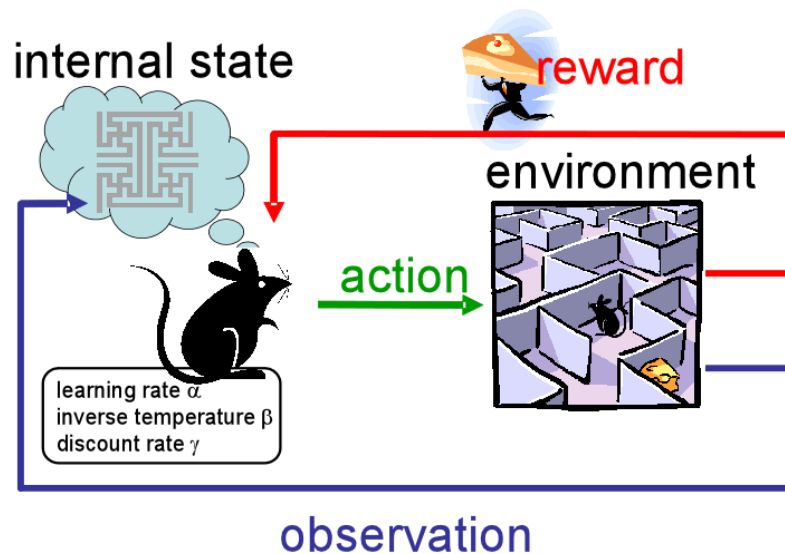 internal state
reward
environment
action
learning rate α
inverse temperature β
discount rate γ
observation